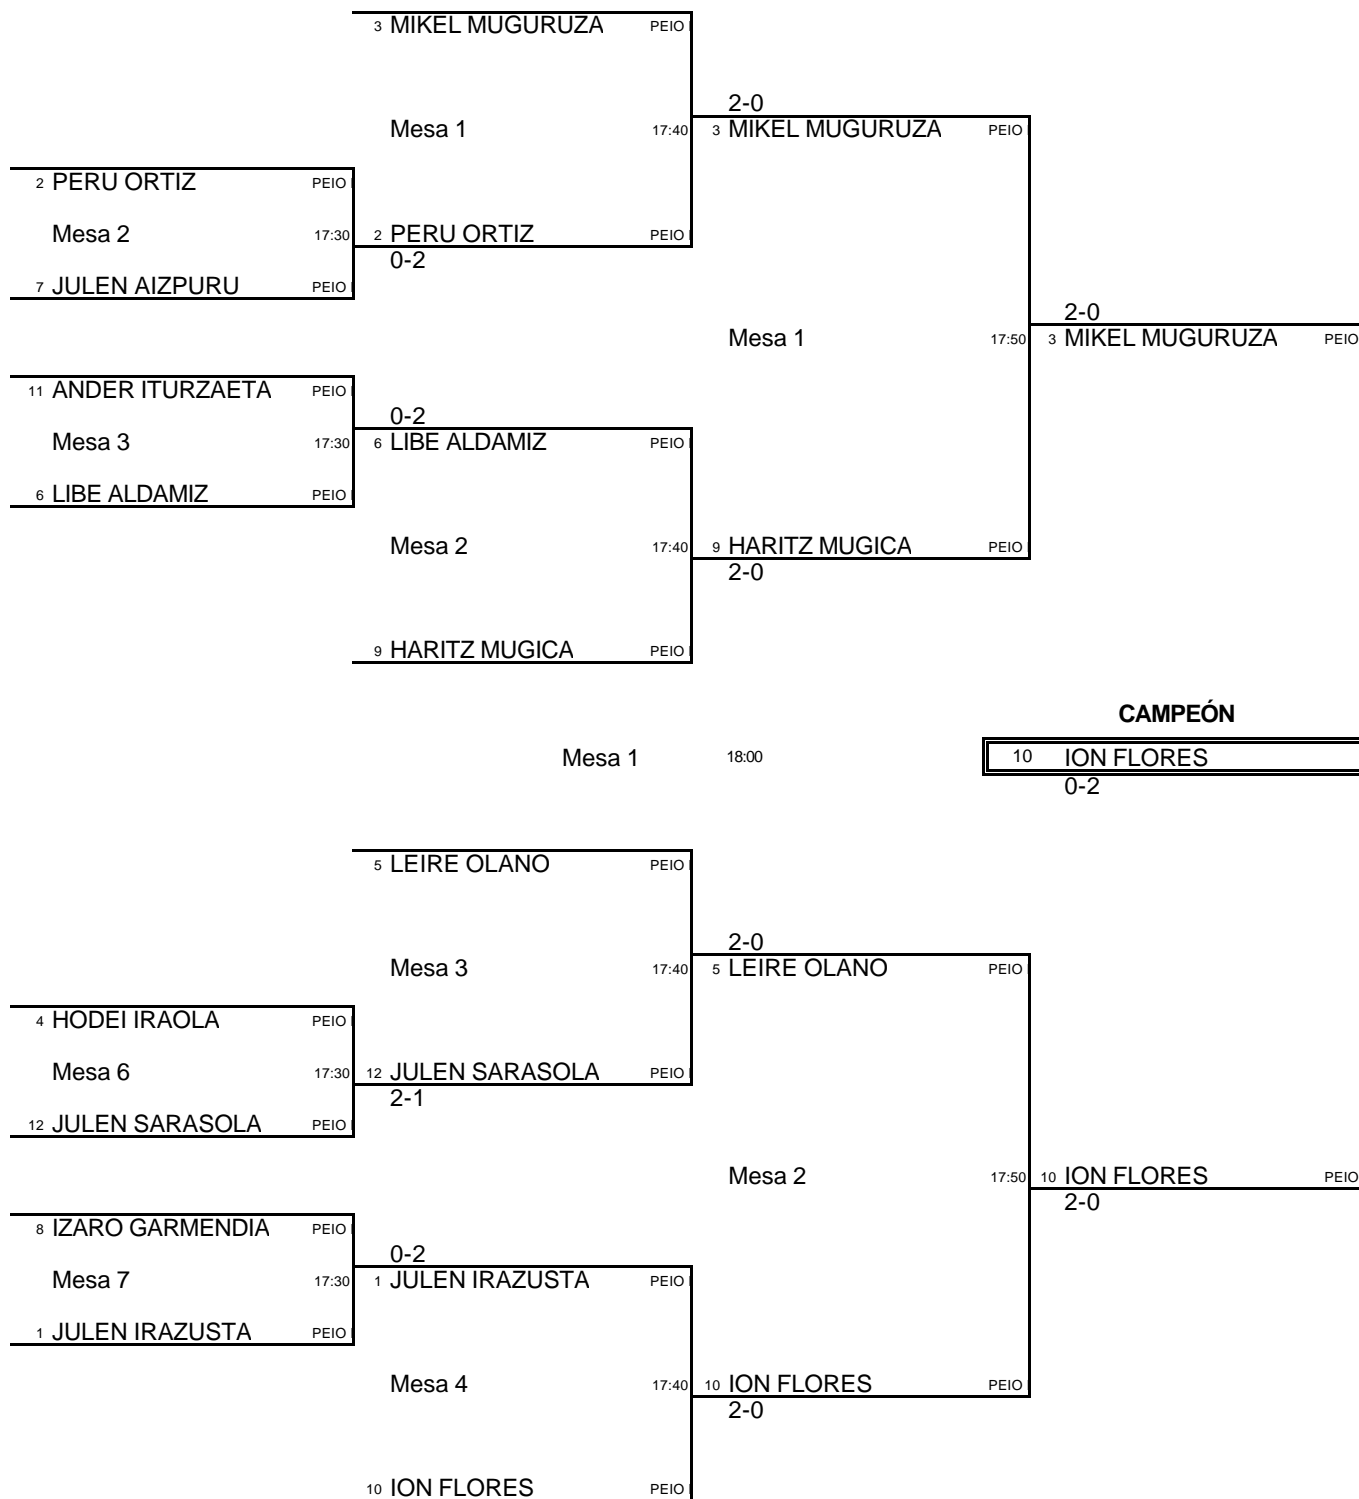 3 MIKEL MUGURUZA PEIO
2-0
Mesa 1 17:40 3 MIKEL MUGURUZA PEIO
2 PERU ORTIZ PEIO
Mesa 2 17:30 2 PERU ORTIZ PEIO
0-2
7 JULEN AIZPURU PEIO
2-0
Mesa 1 17:50 3 MIKEL MUGURUZA PEIO
11 ANDER ITURZAETA PEIO
0-2
Mesa 3 17:30 6 LIBE ALDAMIZ PEIO
6 LIBE ALDAMIZ PEIO
Mesa 2 17:40 9 HARITZ MUGICA PEIO
2-0
9 HARITZ MUGICA PEIO
CAMPEÓN
Mesa 1 18:00 10 ION FLORES
0-2
5 LEIRE OLANO PEIO
2-0
Mesa 3 17:40 5 LEIRE OLANO PEIO
4 HODEI IRAOLA PEIO
Mesa 6 17:30 12 JULEN SARASOLA PEIO
2-1
12 JULEN SARASOLA PEIO
Mesa 2 17:50 10 ION FLORES PEIO
2-0
8 IZARO GARMENDIA PEIO
0-2
Mesa 7 17:30 1 JULEN IRAZUSTA PEIO
1 JULEN IRAZUSTA PEIO
Mesa 4 17:40 10 ION FLORES PEIO
2-0
10 ION FLORES PEIO